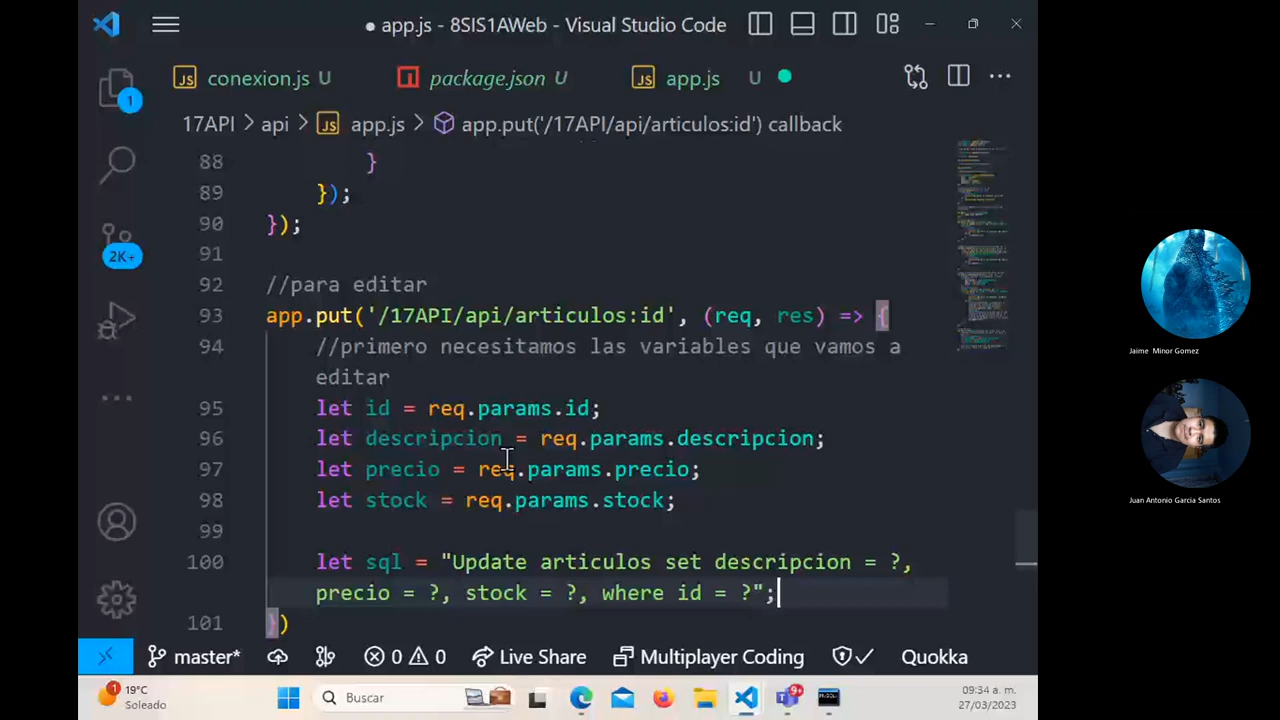 app.js - 8SIS1AWeb - Visual Studio Code
JS conexion.js U package.json U JS app.js U
1
17API > api > JS app.js > app.put('/17API/api/articulos:id') callback
88 }
89 });
90 });
91
2K+
92 //para editar
93 app.put('/17API/api/articulos:id', (req, res) => {
94 //primero necesitamos las variables que vamos a
editar
95 let id = req.params.id;
96 let descripcion = req.params.descripcion;
97 let precio = req.params.precio;
98 let stock = req.params.stock;
99
100 let sql = "Update articulos set descripcion = ?,
precio = ?, stock = ?, where id = ?";
101 })
master* 0 0 Live Share Multiplayer Coding Quokka
1 19°C
Soleado
Buscar
9+
09:34 a. m.
27/03/2023
Jaime Minor Gomez
Juan Antonio Garcia Santos